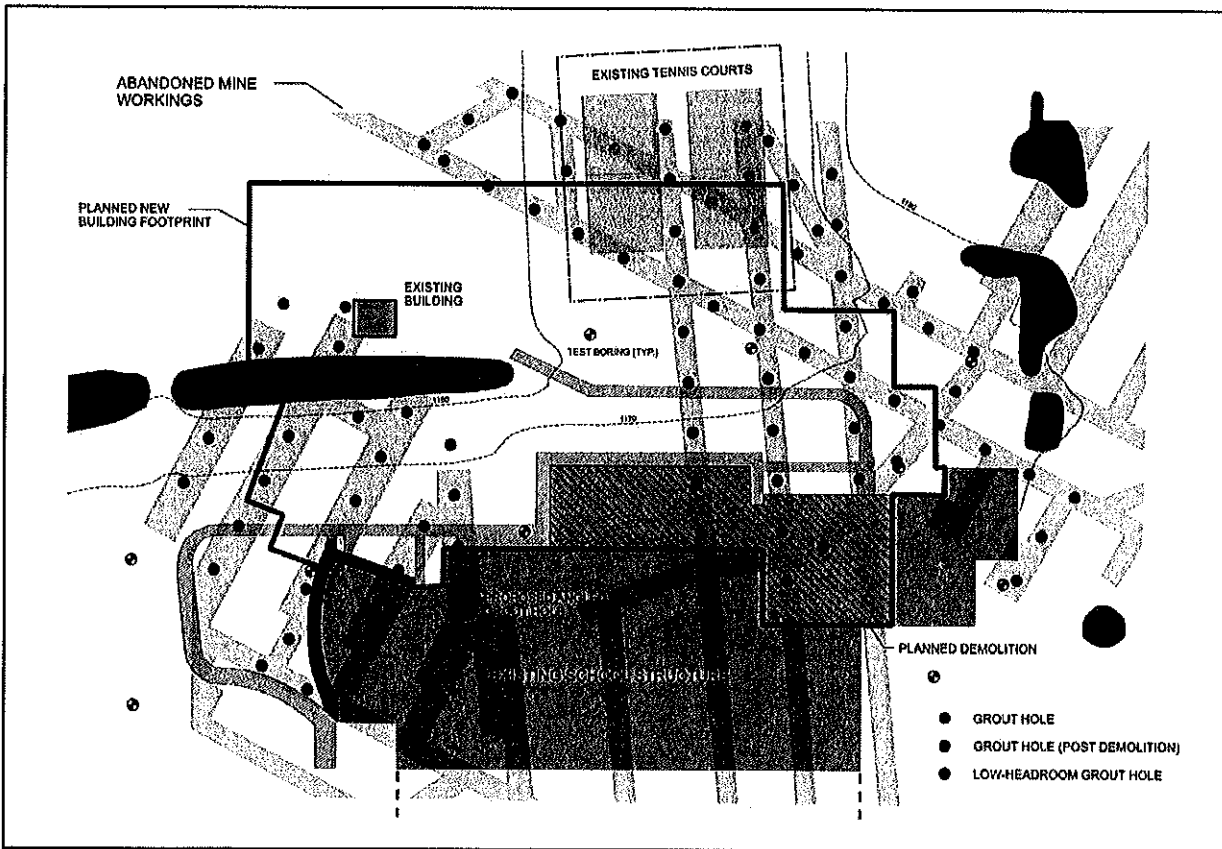 ABANDONED MINE
WORKINGS
EXISTING TENNIS COURTS
PLANNED NEW
BUILDING FOOTPRINT
1190
EXISTING
BUILDING
TEST BORING (TYP.)
1170
EXISTING SCHOOL STRUCTURE
PLANNED DEMOLITION
GROUT HOLE
GROUT HOLE (POST DEMOLITION)
LOW-HEADROOM GROUT HOLE